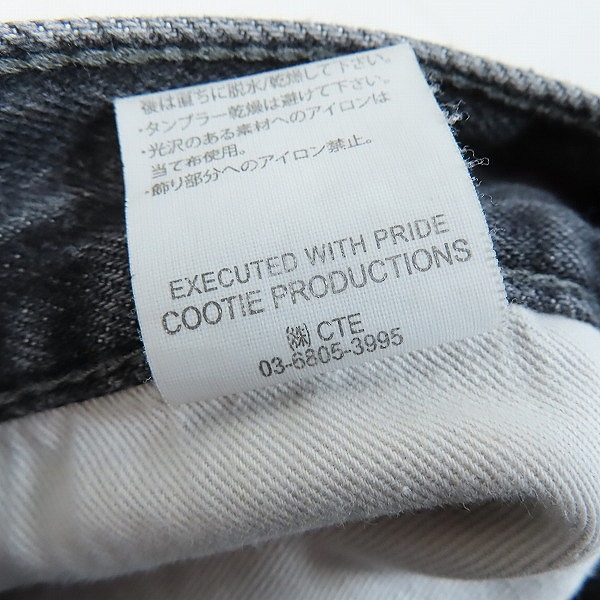 後は直ちに脱水/乾燥して下さい。
・タンブラー乾燥は避けて下さい。
・光沢のある素材へのアイロンは
当て布使用。
・飾り部分へのアイロン禁止。
EXECUTED WITH PRIDE
COOTIE PRODUCTIONS
㈱ CTE
03-6805-3995